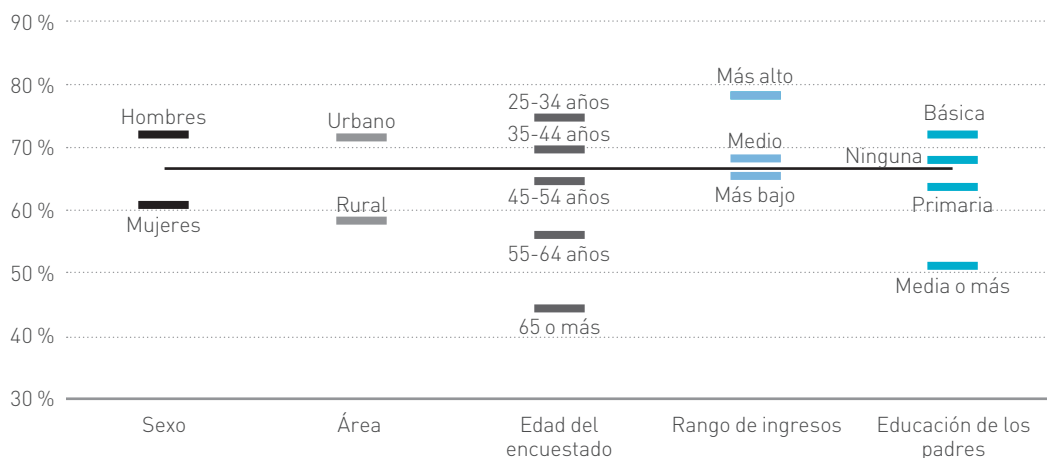 90 %
80 %
70 %
60 %
50 %
40 %
30 %
Hombres
Mujeres
Urbano
Rural
25-34 años
35-44 años
45-54 años
55-64 años
65 o más
Más alto
Medio
Más bajo
Básica
Ninguna
Primaria
Media o más
Sexo
Área
Edad del
encuestado
Rango de ingresos
Educación de los
padres